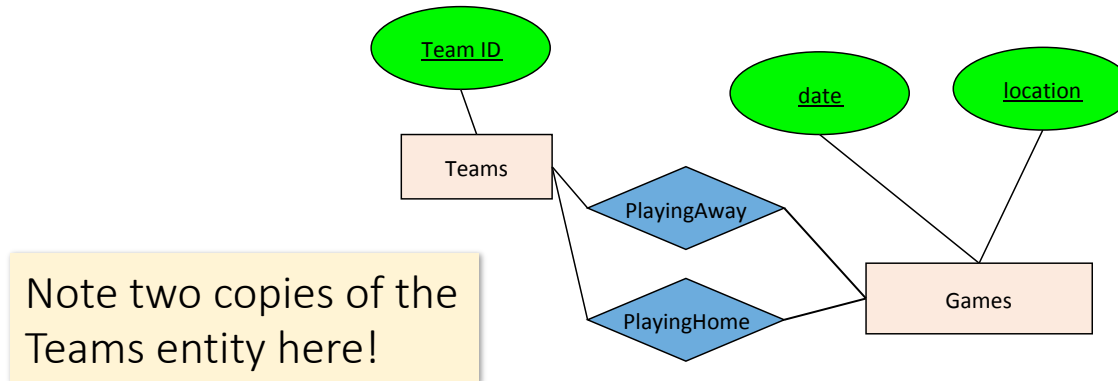 Team ID
date
location
Teams
PlayingAway
PlayingHome
Games
Note two copies of the
Teams entity here!